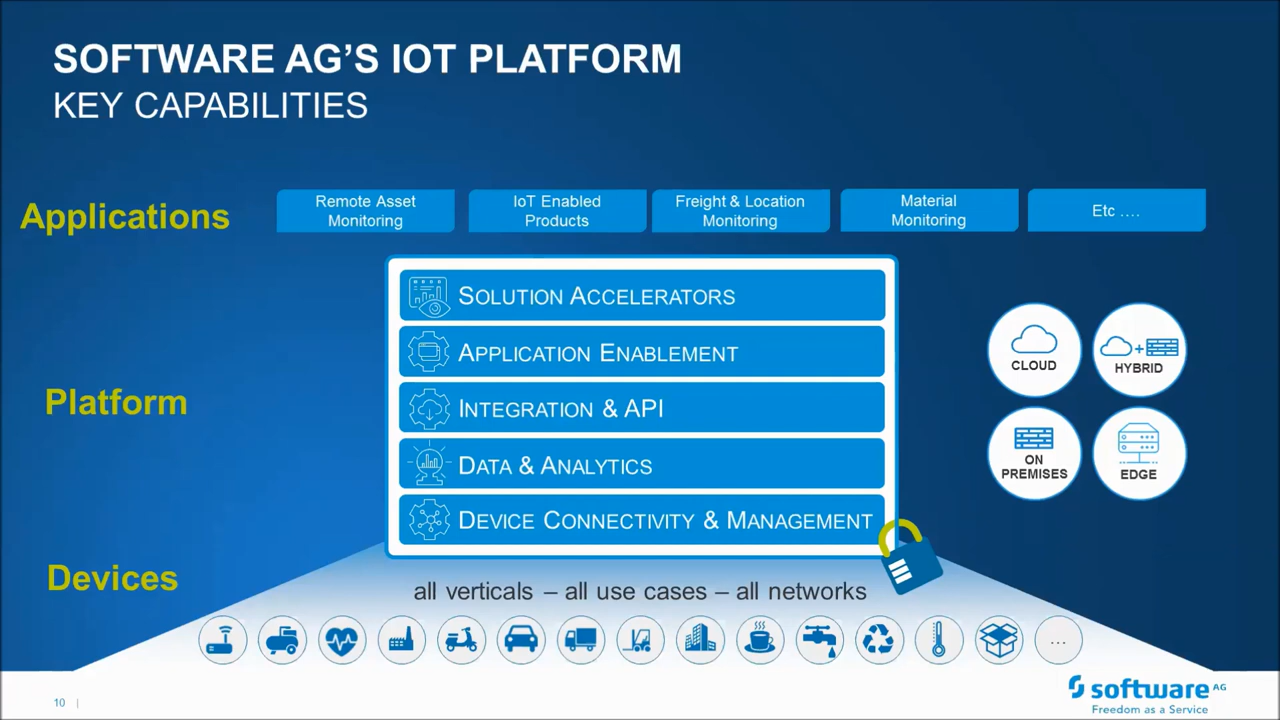 SOFTWARE AG'S IOT PLATFORM
KEY CAPABILITIES
Applications
Remote Asset
Monitoring
IoT Enabled
Products
Freight & Location
Monitoring
Material
Monitoring
Etc ....
SOLUTION ACCELERATORS
APPLICATION ENABLEMENT
INTEGRATION & API
DATA & ANALYTICS
DEVICE CONNECTIVITY & MANAGEMENT
Platform
CLOUD
HYBRID
ON
PREMISES
EDGE
Devices
all verticals – all use cases – all networks
...
10 |
software AG
Freedom as a Service